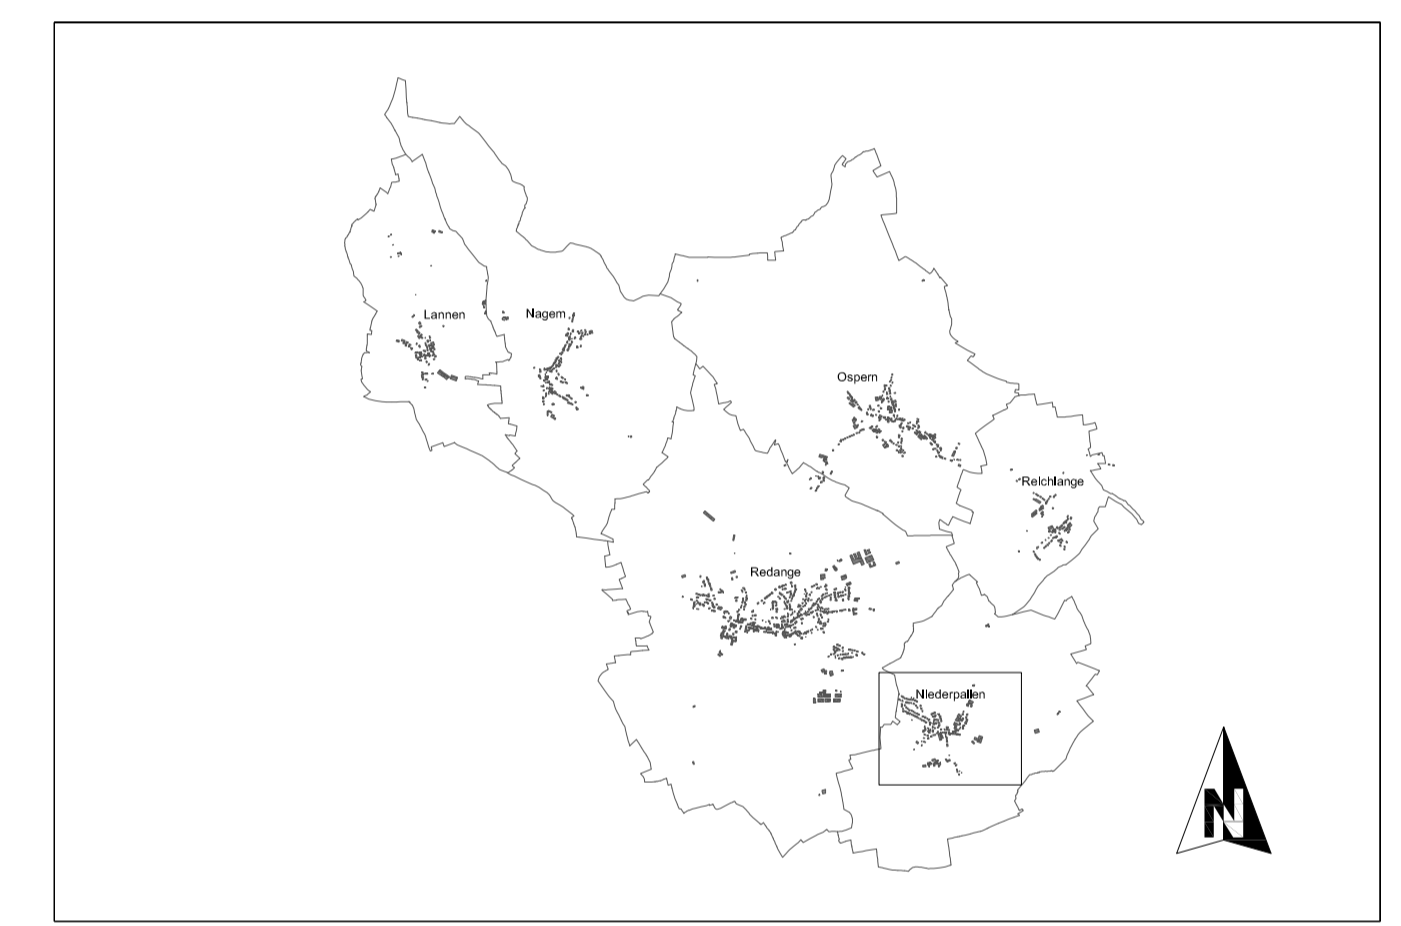 Lannen
Nagem
Ospern
Reichlange
Redange
Niederpallen
N